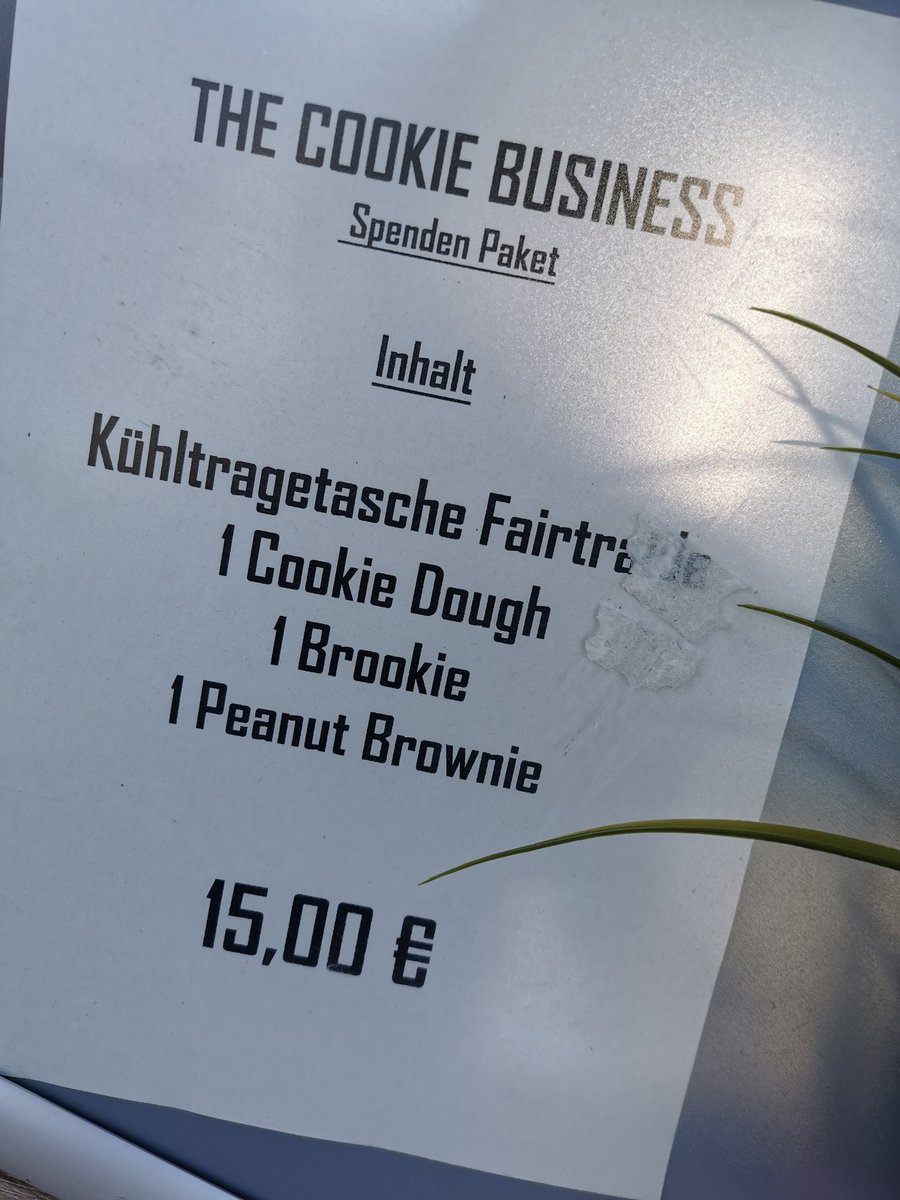 THE COOKIE BUSINESS
Spenden Paket
Inhalt
Kühltragetasche Fairtrade
1 Cookie Dough
1 Brookie
1 Peanut Brownie
15,00 €